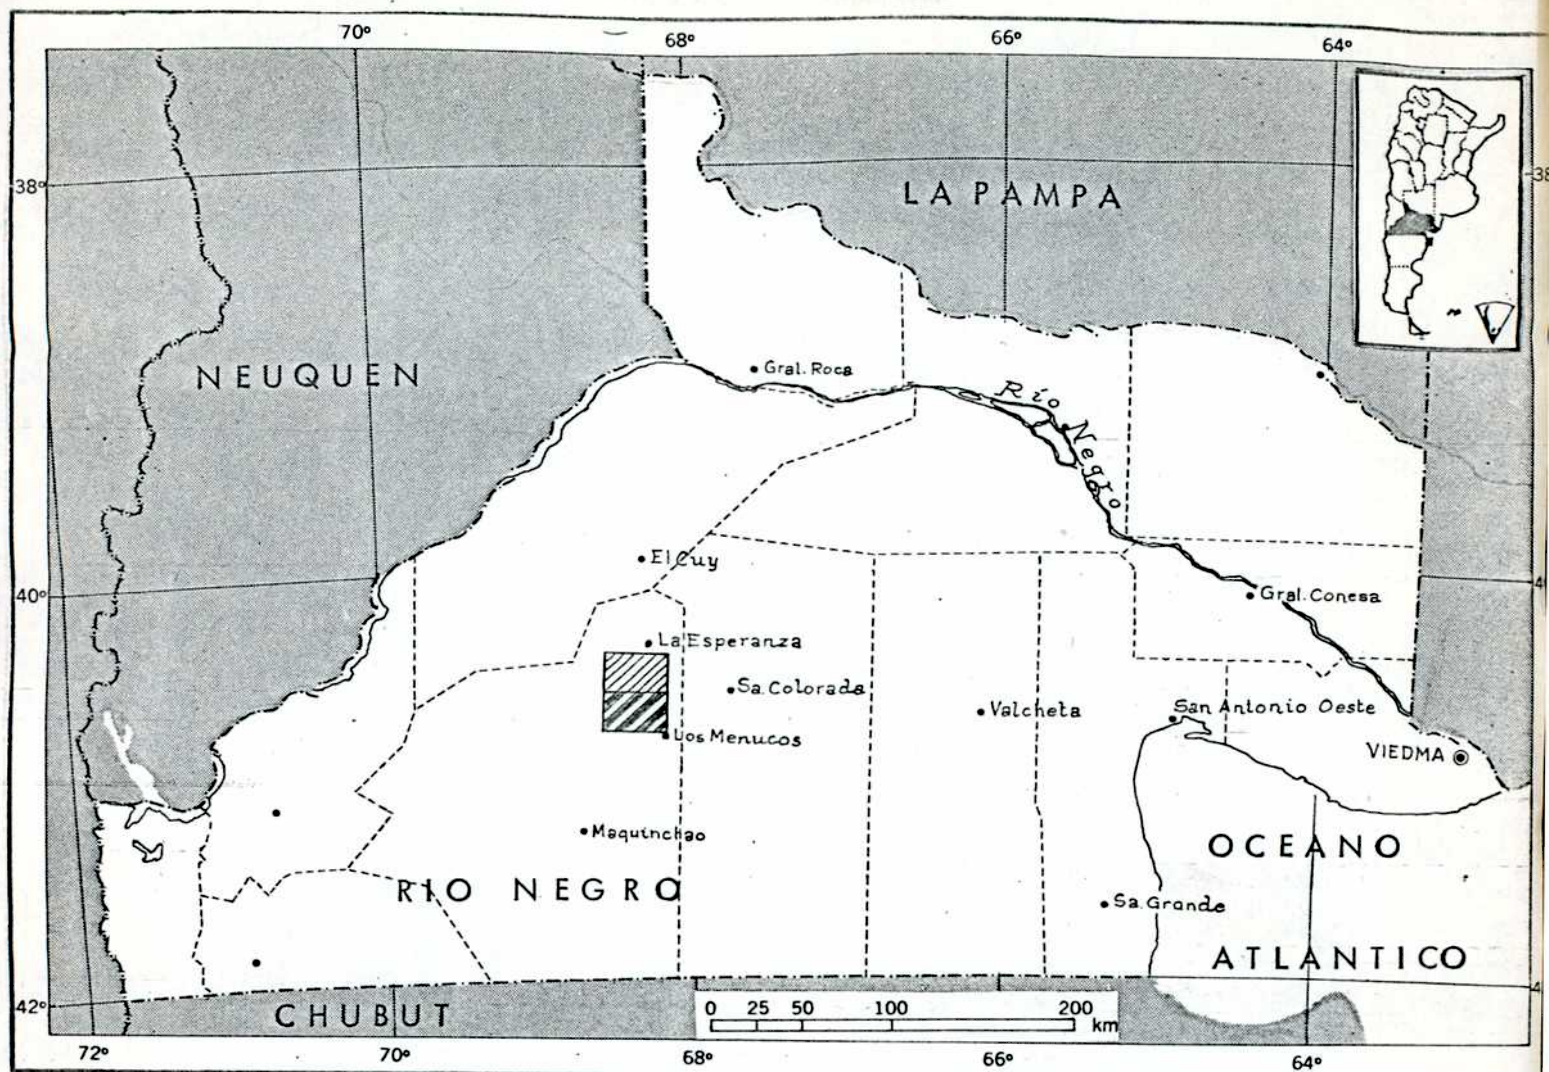 70°
68°
66°
64°
38°
38
LA PAMPA
NEUQUEN
Gral. Roca
Río Negro
El Cuy
40°
40
Gral. Conesa
La Esperanza
Sa. Colorada
Valcheta
San Antonio Oeste
Los Menucos
VIEDMA
Maquinchao
OCEANO
RIO NEGRO
Sa. Grande
ATLANTICO
42°
CHUBUT
0 25 50 100 200
km
72°
70°
68°
66°
64°